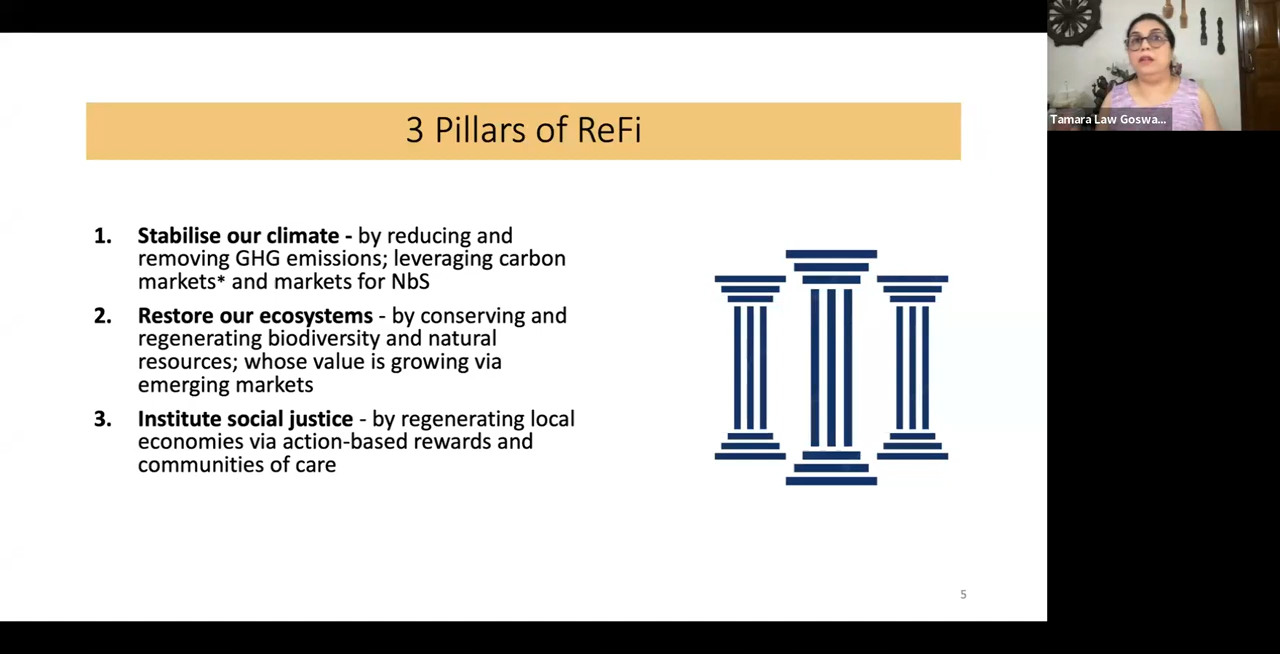 3 Pillars of ReFi
1. Stabilise our climate - by reducing and
removing GHG emissions; leveraging carbon
markets* and markets for NbS
2. Restore our ecosystems - by conserving and
regenerating biodiversity and natural
resources; whose value is growing via
emerging markets
3. Institute social justice - by regenerating local
economies via action-based rewards and
communities of care
5
Tamara Law Goswa...